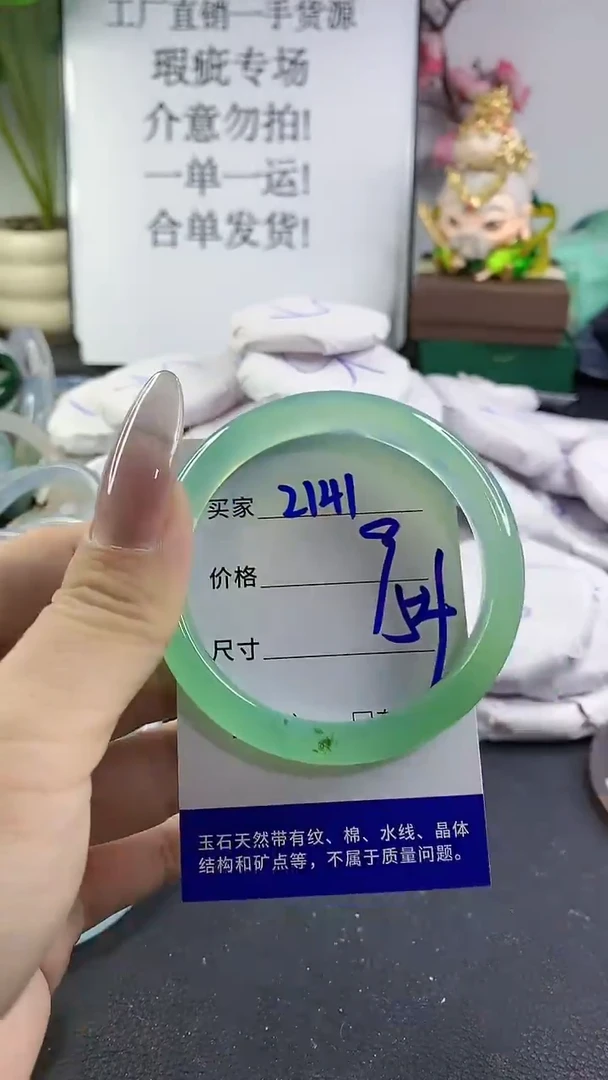 工厂直销一手货源
瑕疵专场
介意勿拍!
一单一运!
合单发货!
买家 2141
价格
尺寸
玉石天然带有纹、棉、水线、晶体
结构和矿点等，不属于质量问题。